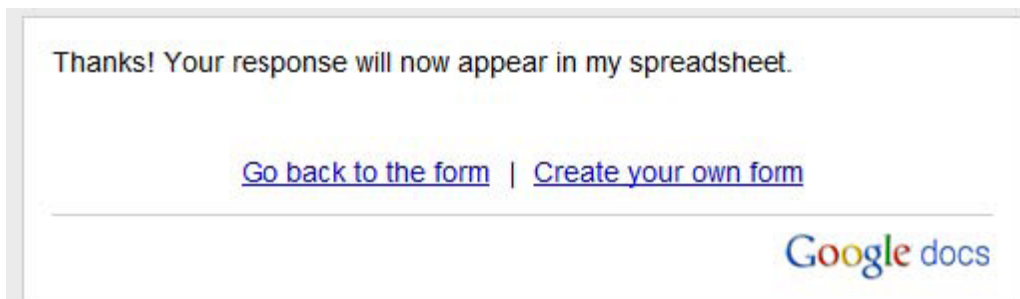 Thanks! Your response will now appear in my spreadsheet.
Go back to the form | Create your own form
Google docs